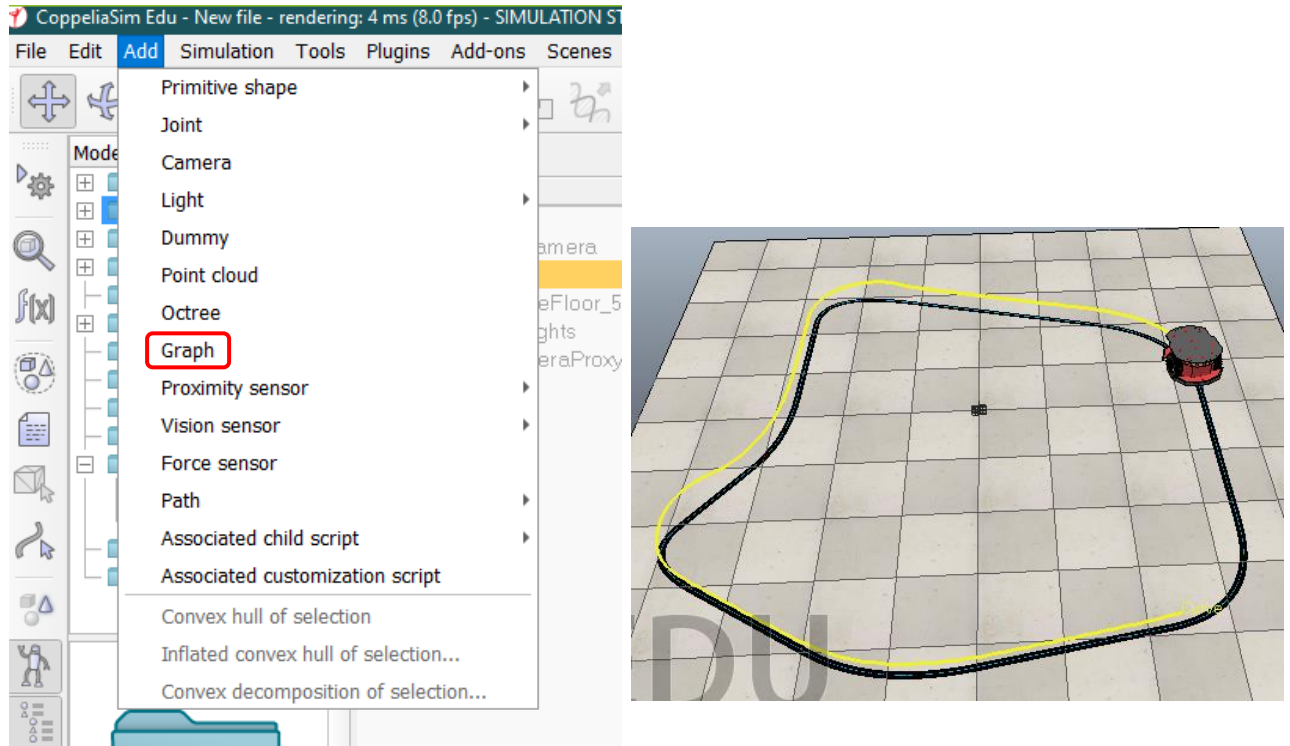 CoppeliaSim Edu - New file - rendering: 4 ms (8.0 fps) - SIMULATION ST
File Edit Add Simulation Tools Plugins Add-ons Scenes
Primitive shape
Joint
Mode
Camera
Light
Dummy
amera
Point cloud
Octree
eFloor_5
f(x)
Graph
ghts
eraProxy
Proximity sensor
Vision sensor
Force sensor
Path
Associated child script
Associated customization script
Convex hull of selection
Inflated convex hull of selection...
Convex decomposition of selection...
DU